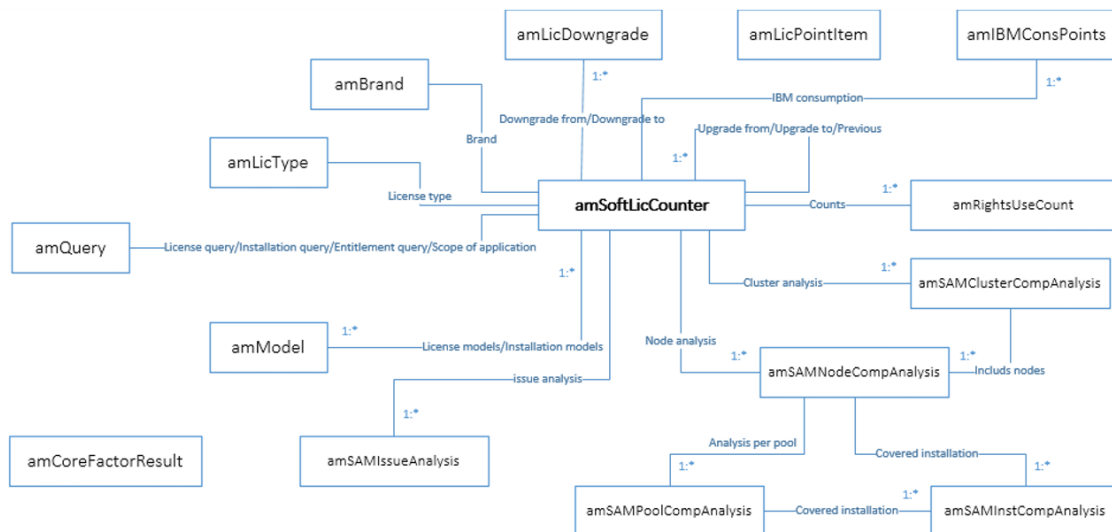 amLicDowngrade
amLicPointItem
amIBMConsPoints
1:*
1:*
amBrand
IBM consumption
Downgrade from/Downgrade to
Upgrade from/Upgrade to/Previous
Brand
amLicType
1:*
1:*
License type
amSoftLicCounter
Counts
amRightsUseCount
amQuery
License query/Installation query/Entitlement query/Scope of application
1:*
1:*
Cluster analysis
amSAMClusterCompAnalysis
1:*
amModel
License models/Installation models
Node analysis
1:*
1:*
issue analysis
amSAMNodeCompAnalysis
Includs nodes
1:*
Analysis per pool
Covered installation
amCoreFactorResult
amSAMIssueAnalysis
1:*
1:*
1:*
amSAMPoolCompAnalysis
Covered installation
amSAMInstCompAnalysis